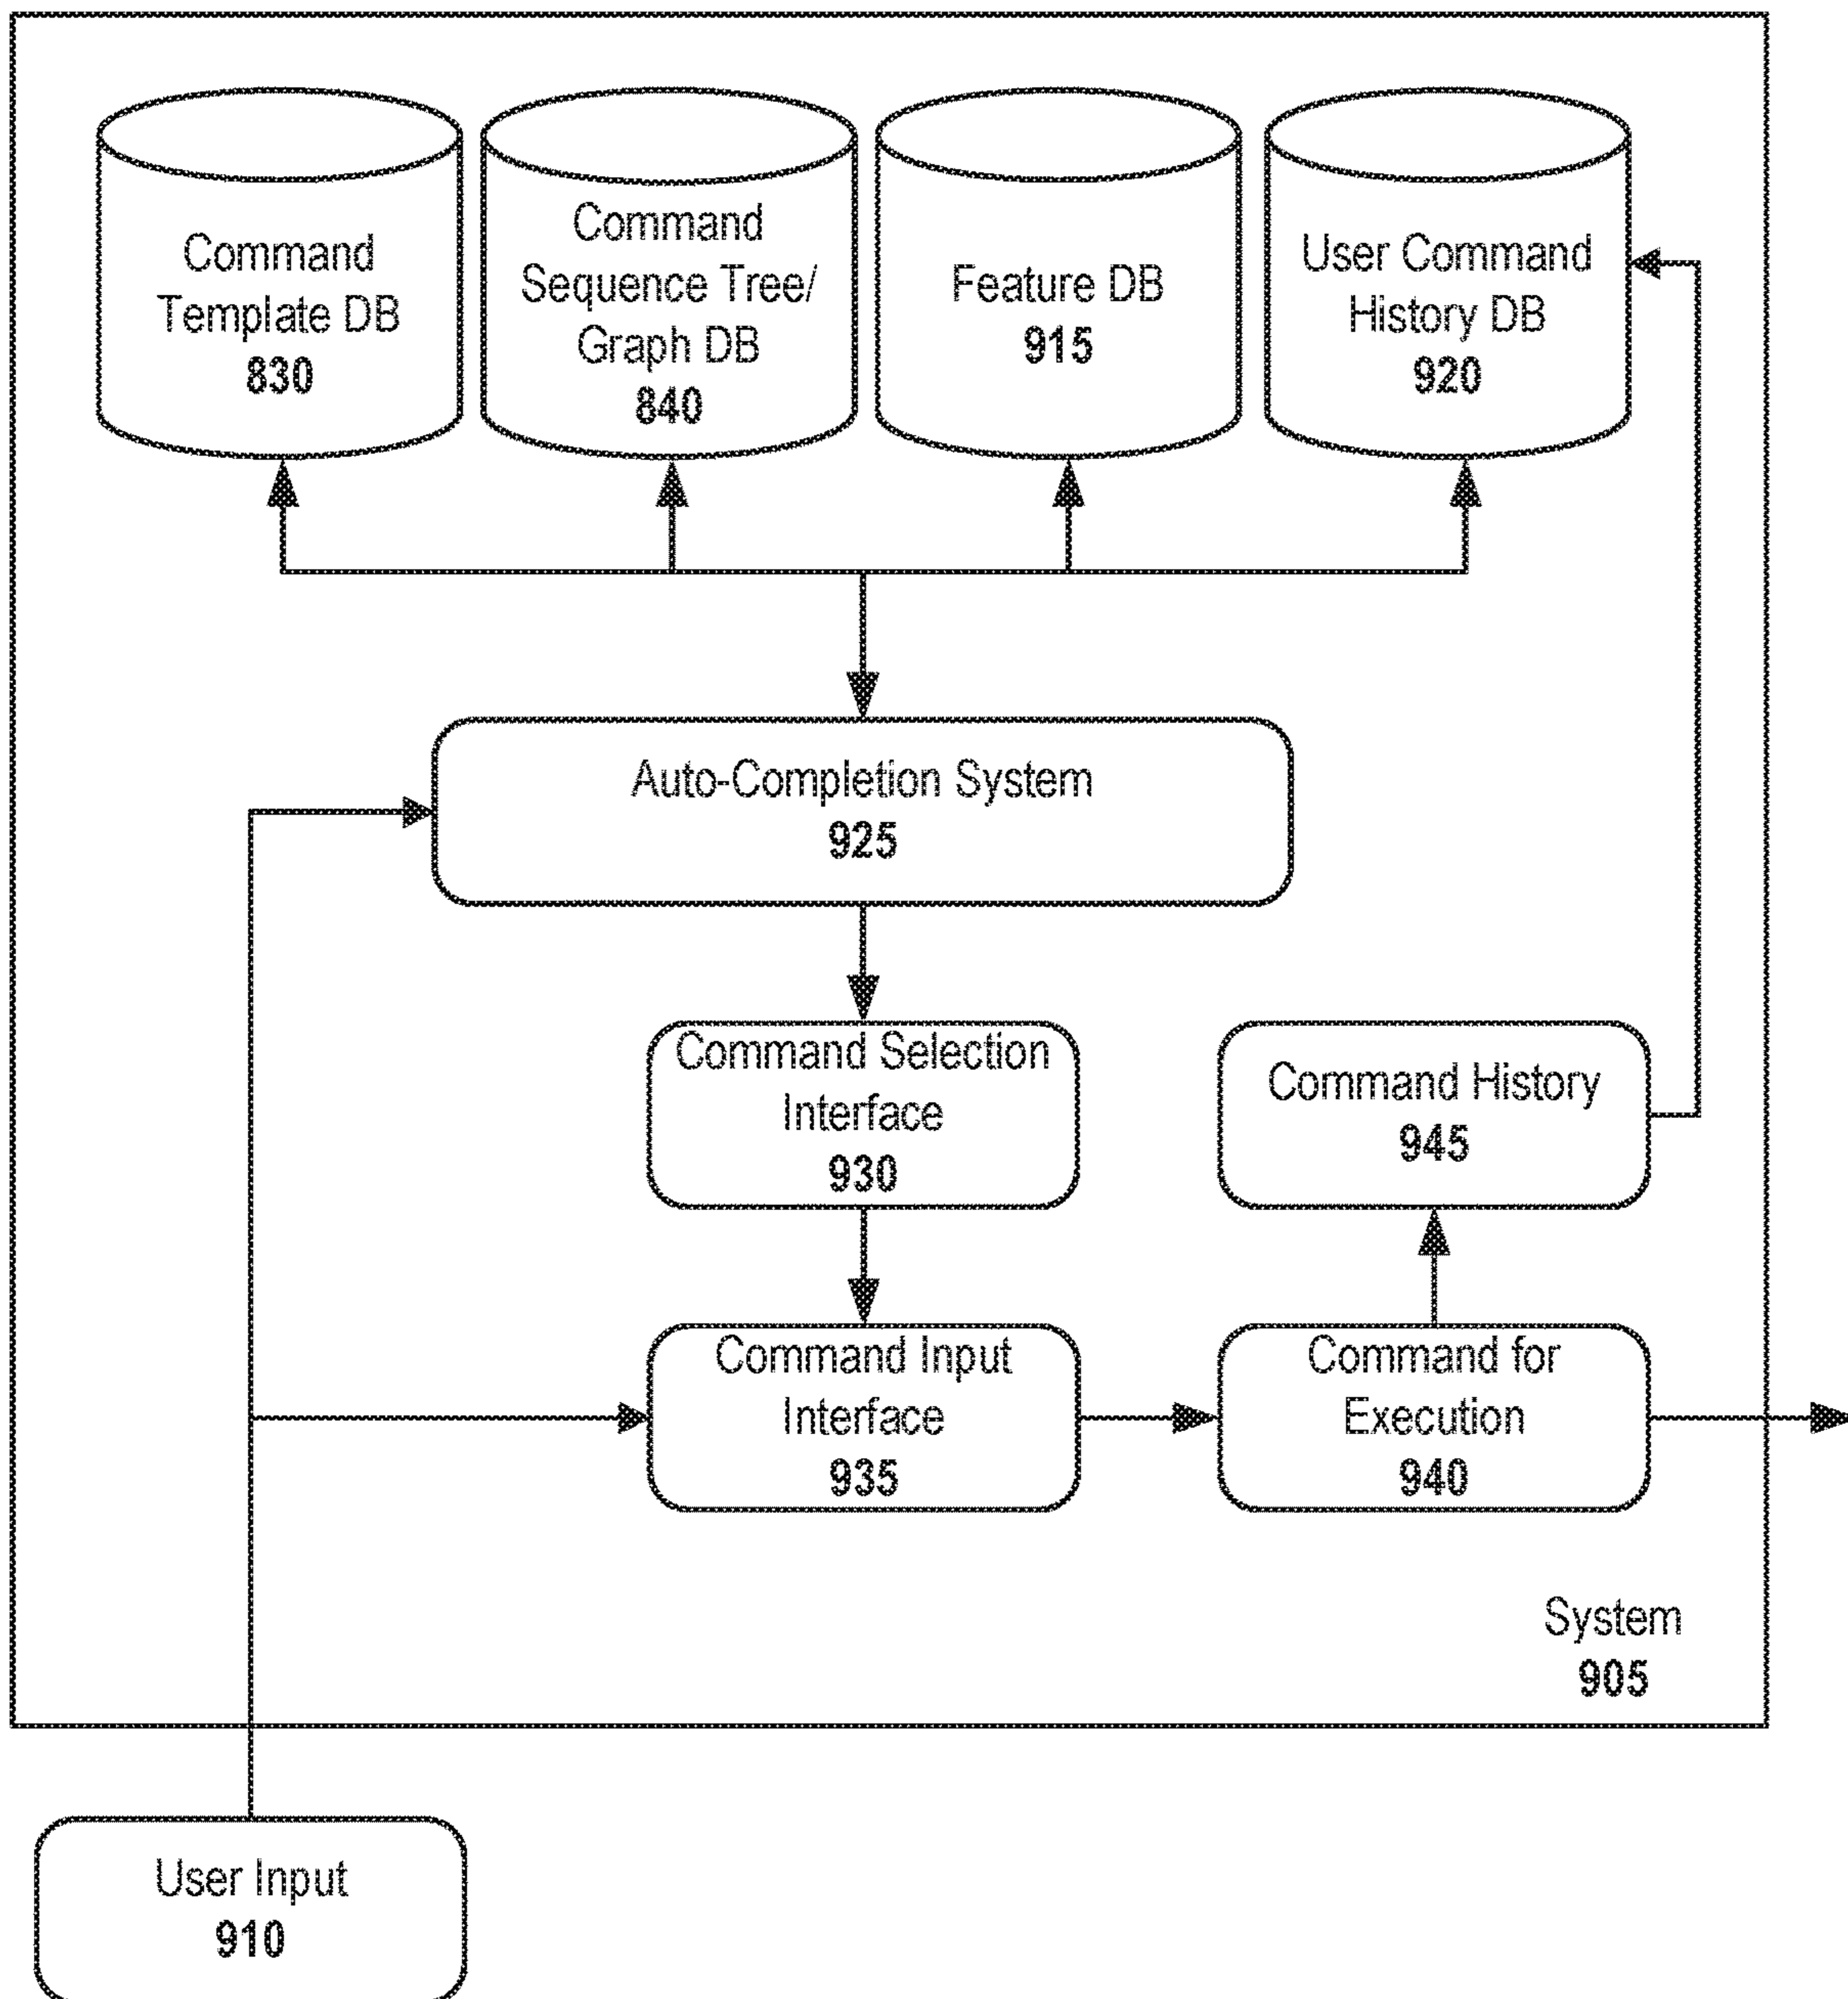 Command
Template DB
830
Command
Sequence Tree/
Graph DB
840
Feature DB
915
User Command
History DB
920
Auto-Completion System
925
Command Selection
Interface
930
Command History
945
Command Input
Interface
935
Command for
Execution
940
System
905
User Input
910